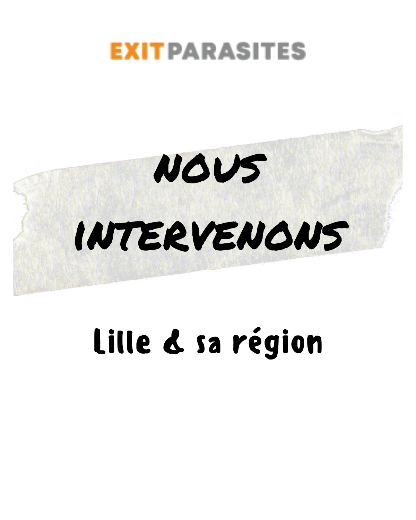 EXITPARASITES
NOUS
INTERVENONS
Lille & sa région